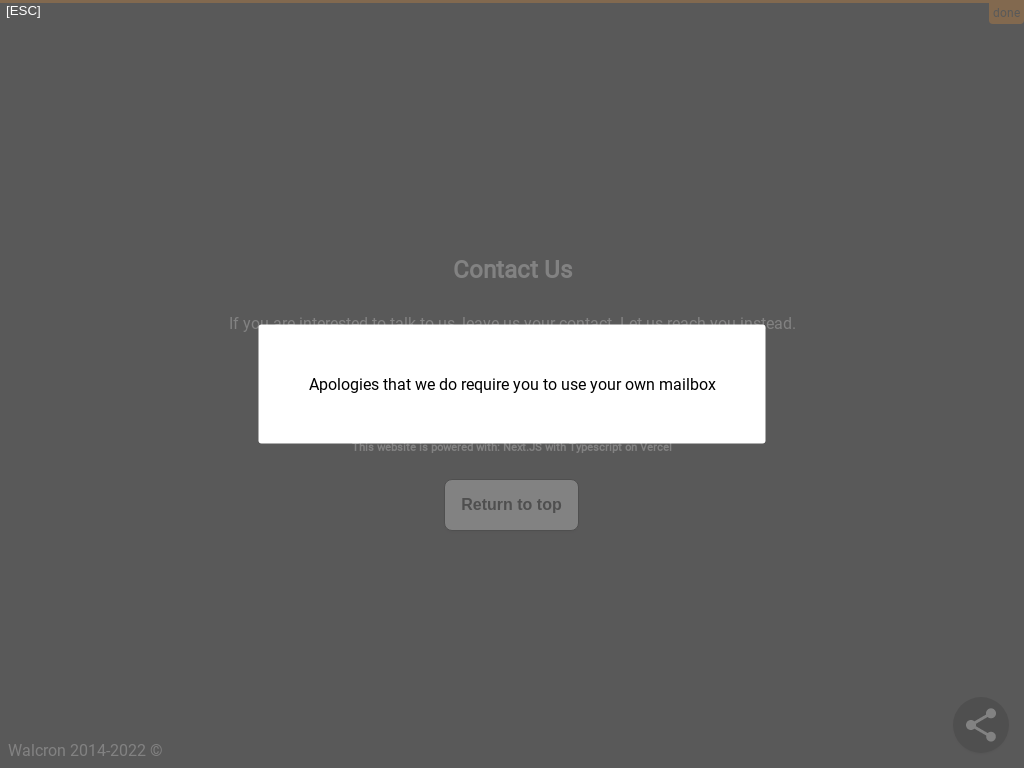 [ESC]
done
Contact Us
If you are interested to talk to us, leave us your contact. Let us reach you instead.
Apologies that we do require you to use your own mailbox
This website is powered with: Next.JS with Typescript on Vercel
Return to top
Walcron 2014-2022 ©